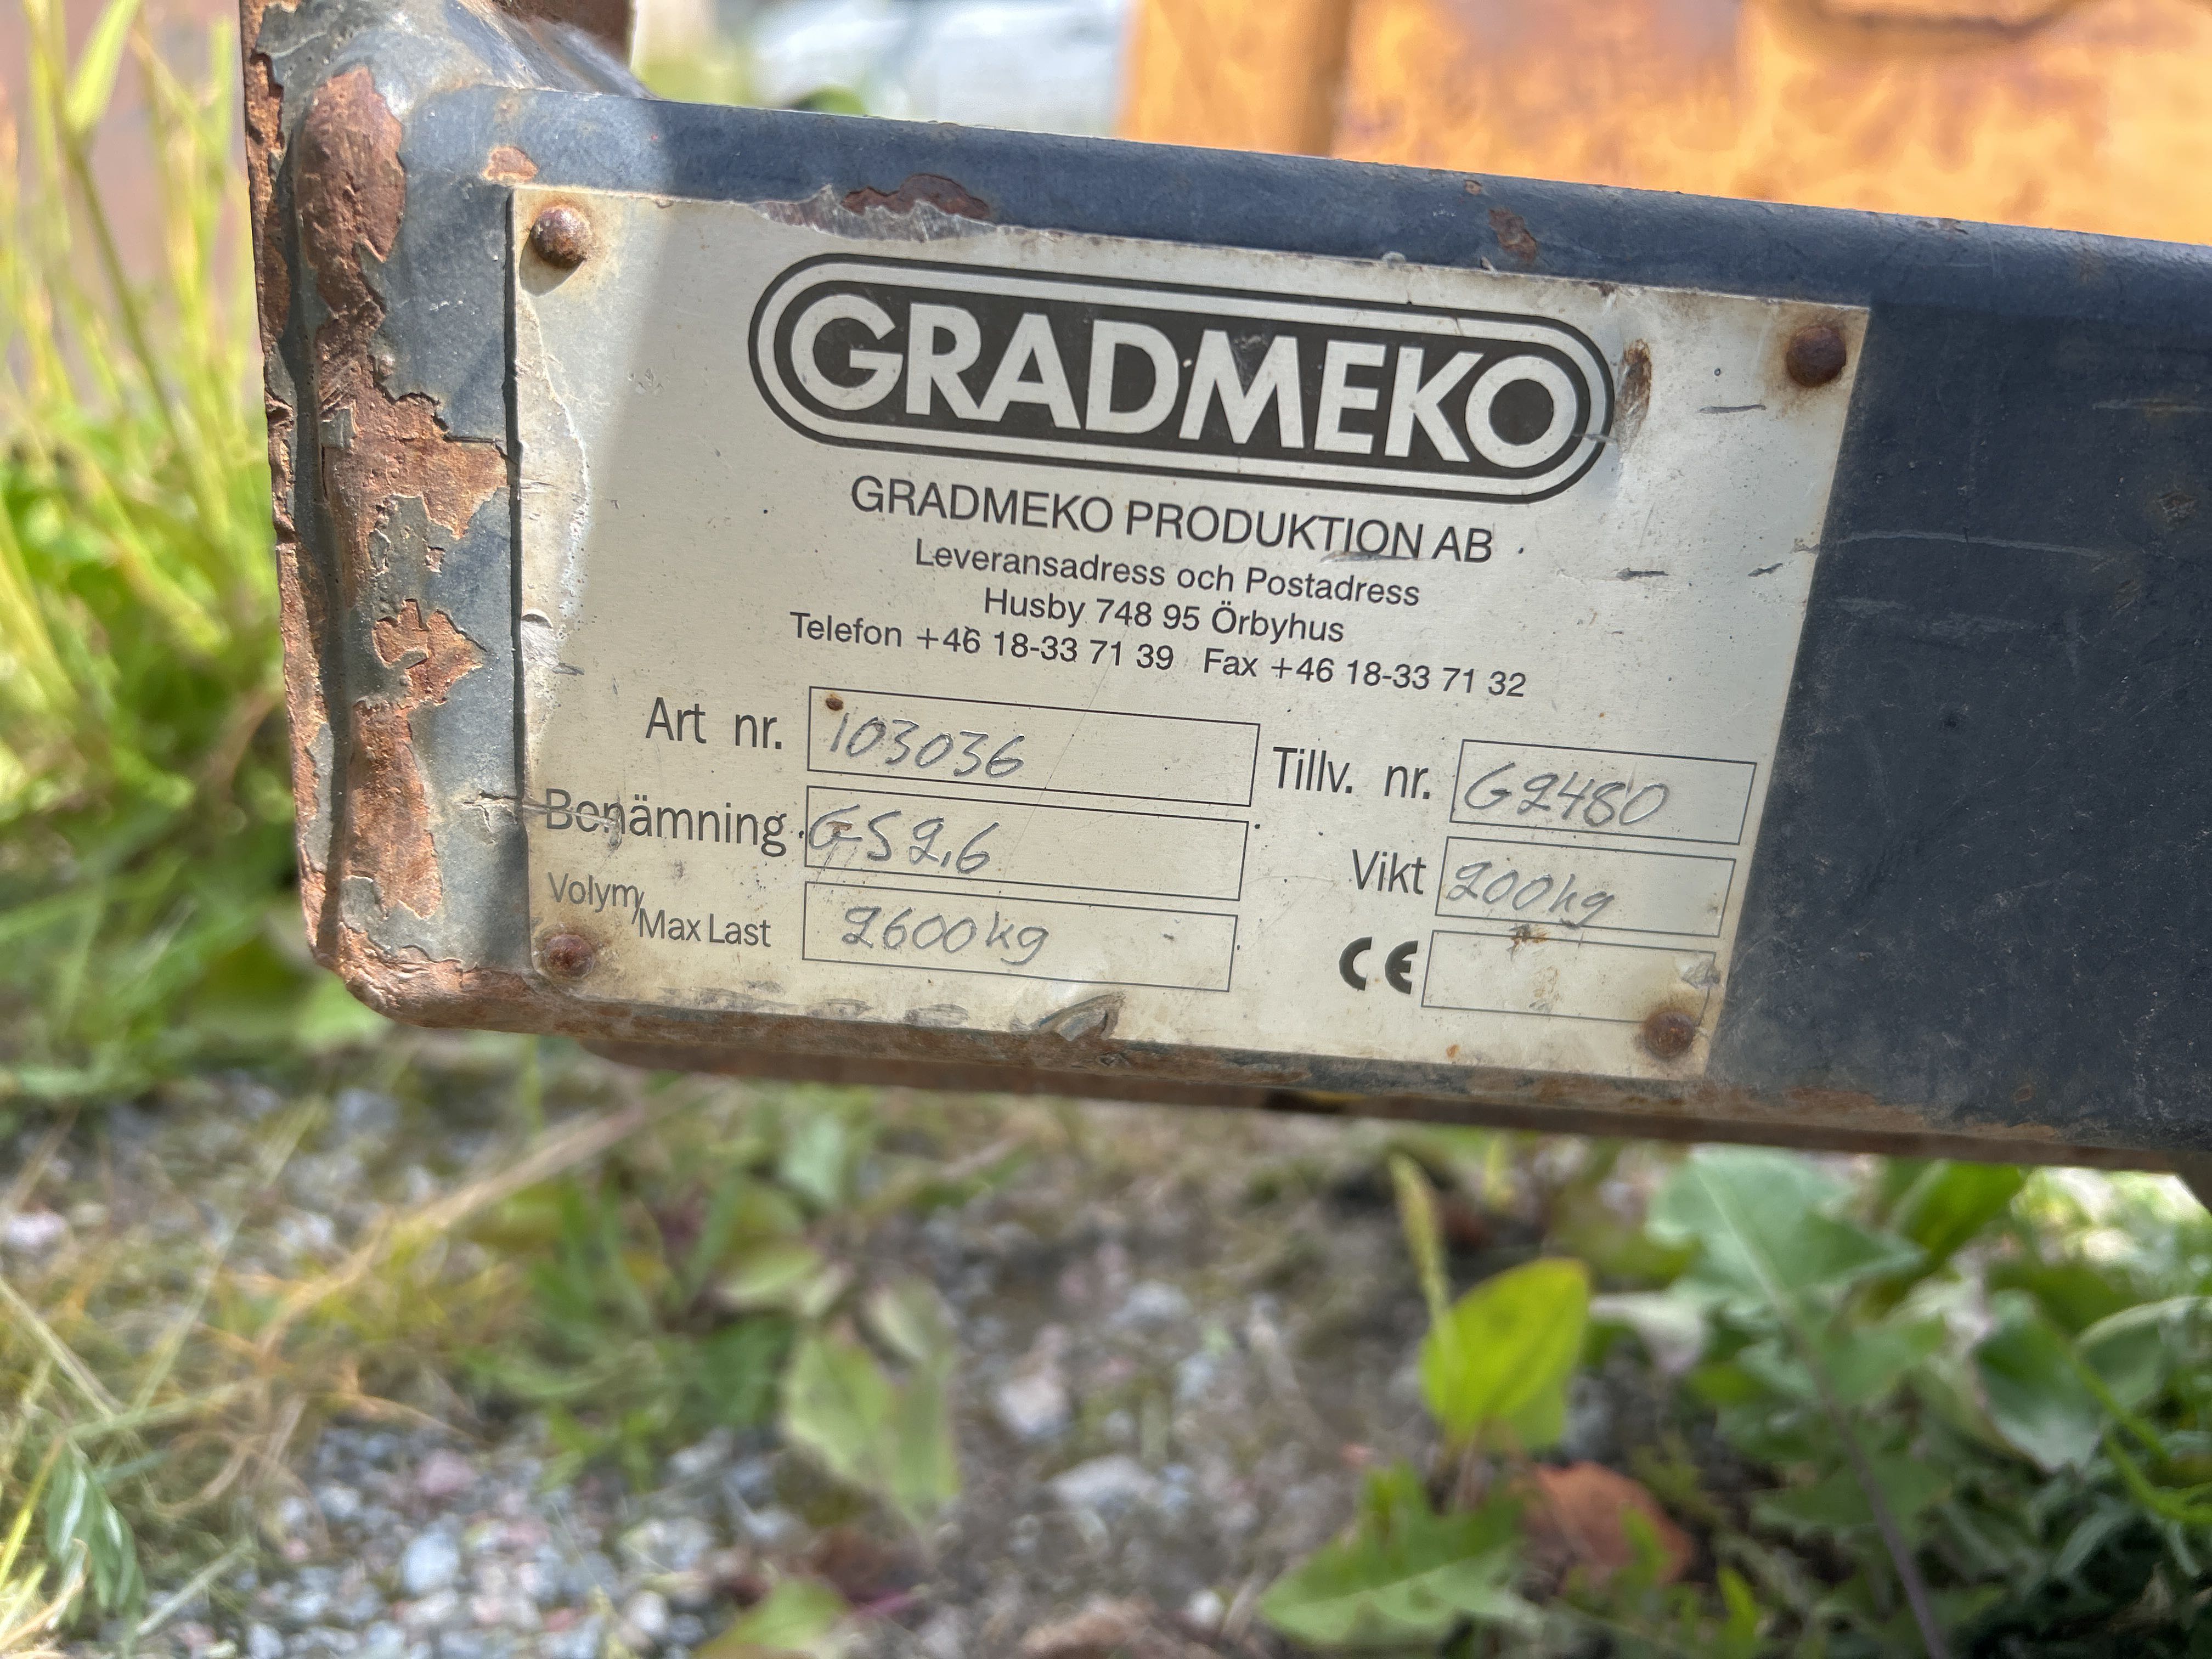 GRADMEKO
GRADMEKO PRODUKTION AB
Leveransadress och Postadress
Husby 748 95 Örbyhus
Telefon +46 18-33 71 39 Fax +46 18-33 71 32
Art nr. 103036 Tillv. nr. G2480
Benämning GS2,6 Vikt 200kg
Volym/Max Last 2600kg CE